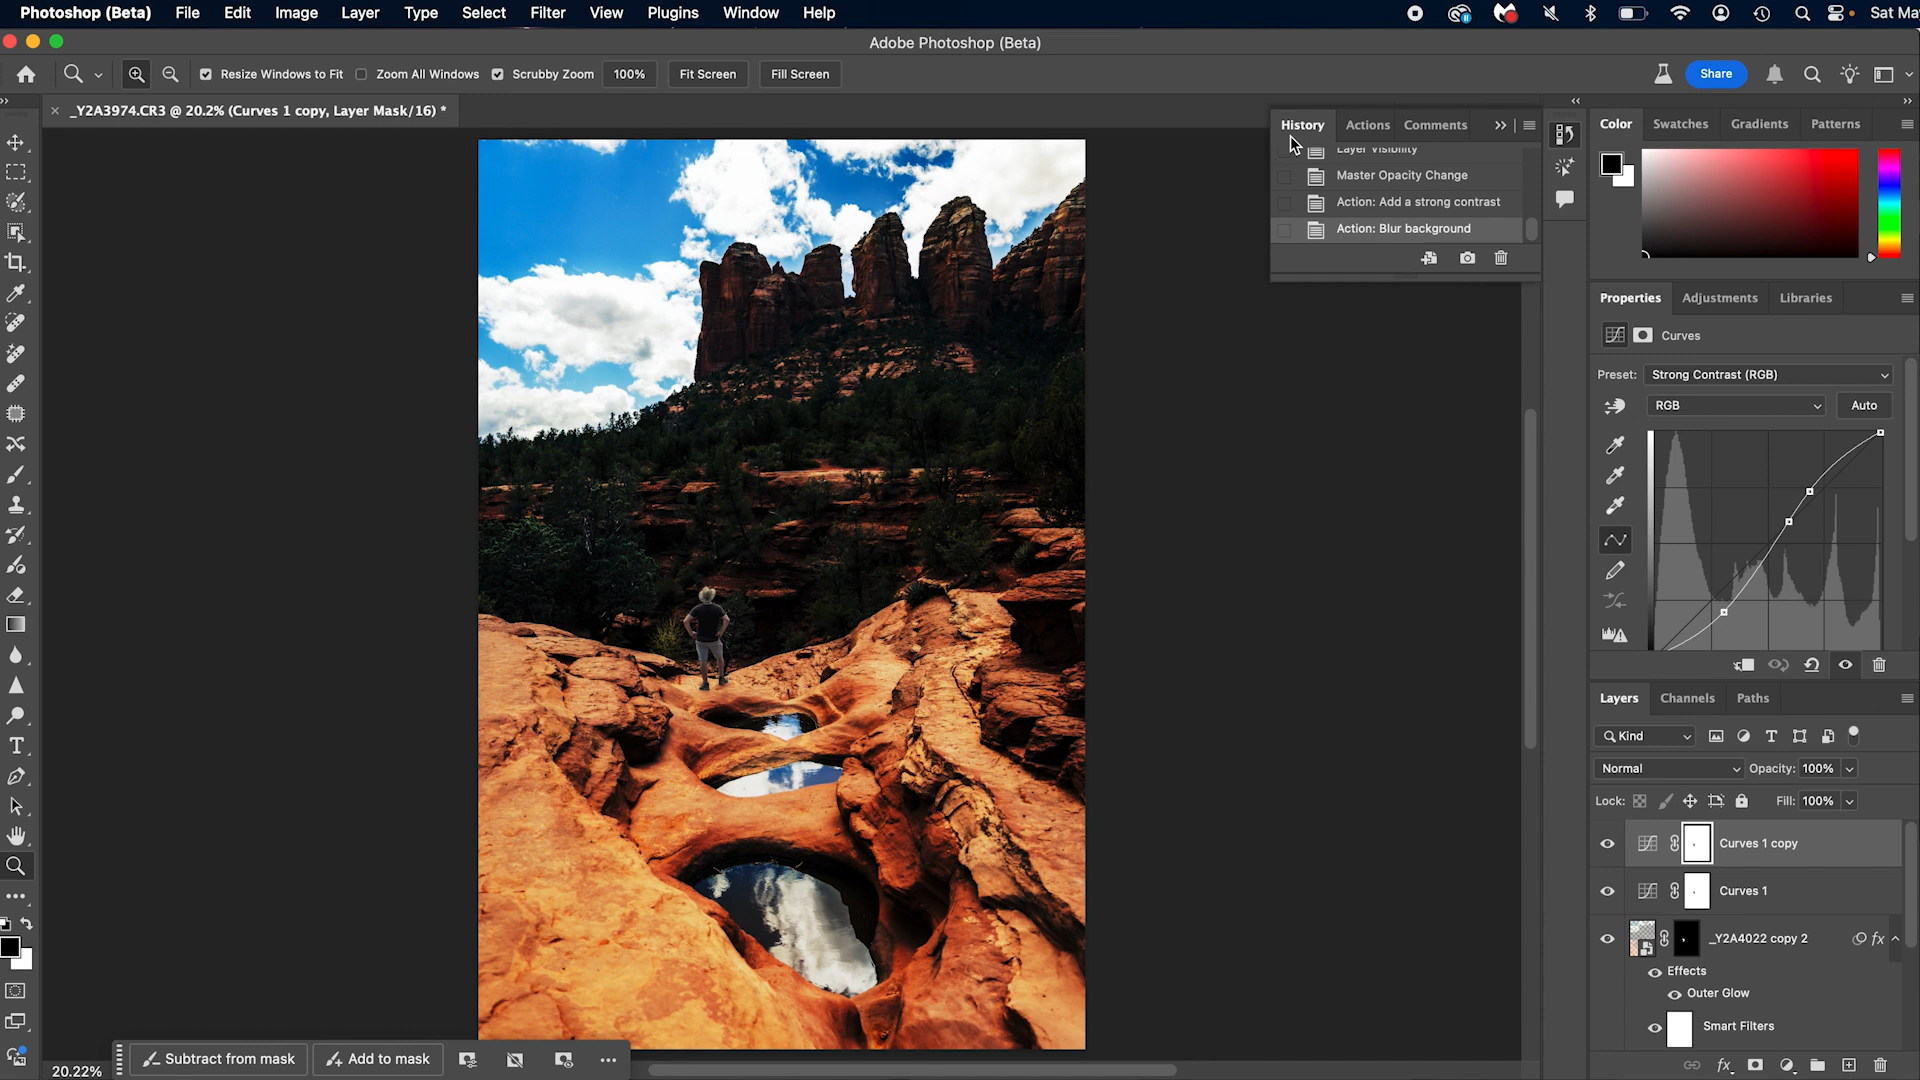 Photoshop (Beta) File Edit Image Layer Type Select Filter View Plugins Window Help Sat Ma
Adobe Photoshop (Beta)
Resize Windows to Fit Zoom All Windows Scrubby Zoom 100% Fit Screen Fill Screen Share
_Y2A3974.CR3 @ 20.2% (Curves 1 copy, Layer Mask/16) *
History Actions Comments
Layer Visibility
Master Opacity Change
Action: Add a strong contrast
Action: Blur background
Color Swatches Gradients Patterns
Properties Adjustments Libraries
Curves
Preset: Strong Contrast (RGB)
RGB Auto
Layers Channels Paths
Kind
Normal Opacity: 100%
Lock: Fill: 100%
Curves 1 copy
Curves 1
_Y2A4022 copy 2 fx
Effects
Outer Glow
Smart Filters
fx
Subtract from mask Add to mask
20.22%